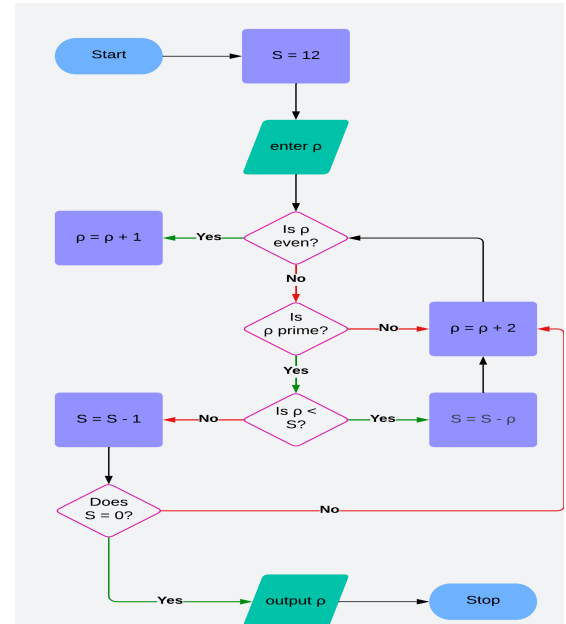 Start
S = 12
enter ρ
Is ρ
even?
Yes
ρ = ρ + 1
No
Is
ρ prime?
No
ρ = ρ + 2
Yes
Is ρ <
S?
No
S = S - 1
Yes
S = S - ρ
Does
S = 0?
No
Yes
output ρ
Stop